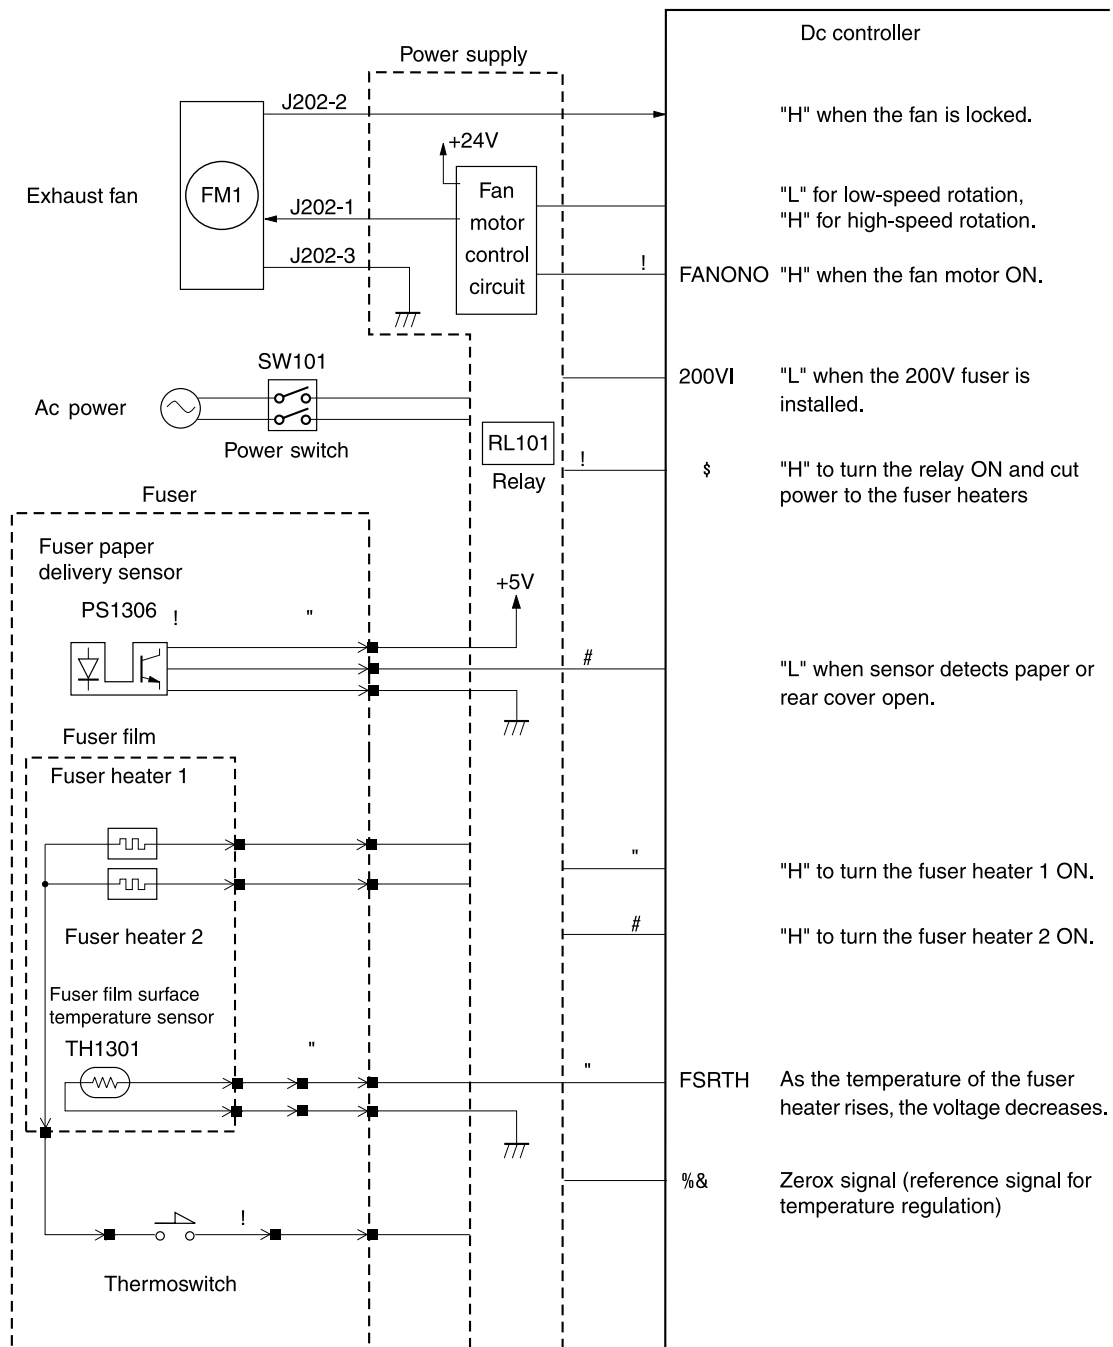 Dc controller
Power supply
J202-2
"H" when the fan is locked.
+24V
Exhaust fan
FM1
Fan
motor
control
circuit
J202-1
"L" for low-speed rotation,
"H" for high-speed rotation.
J202-3
!
FANONO
"H" when the fan motor ON.
SW101
200VI
"L" when the 200V fuser is
installed.
Ac power
Power switch
RL101
Relay
!
$
"H" to turn the relay ON and cut
power to the fuser heaters
Fuser
Fuser paper
delivery sensor
+5V
PS1306
!
"
#
"L" when sensor detects paper or
rear cover open.
Fuser film
Fuser heater 1
"
"H" to turn the fuser heater 1 ON.
Fuser heater 2
#
"H" to turn the fuser heater 2 ON.
Fuser film surface
temperature sensor
TH1301
"
"
FSRTH
As the temperature of the fuser
heater rises, the voltage decreases.
%&
Zerox signal (reference signal for
temperature regulation)
!
Thermoswitch